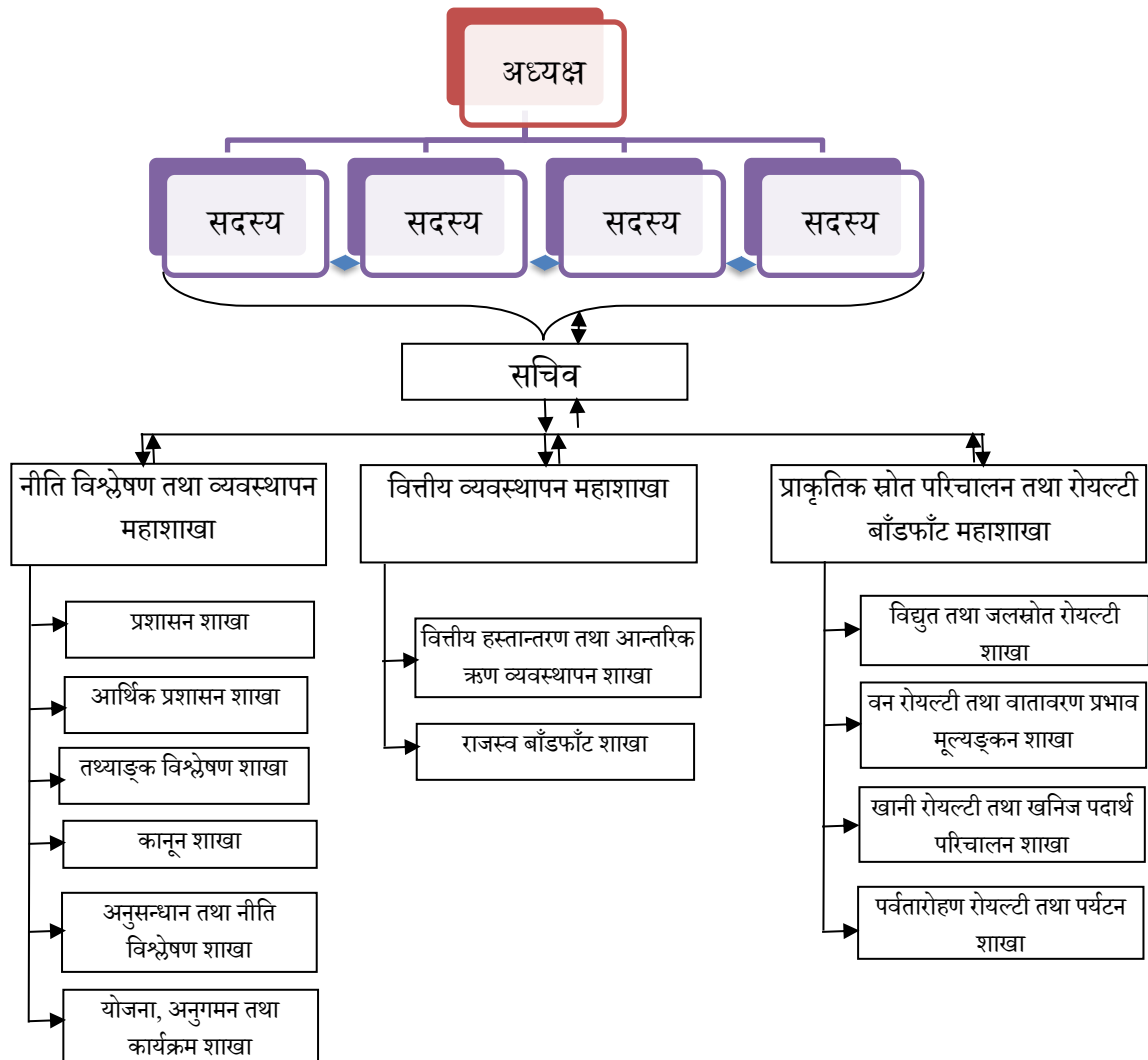 अध्यक्ष
सदस्य
सदस्य
सदस्य
सदस्य
सचिव
नीति विश्लेषण तथा व्यवस्थापन
महाशाखा
प्रशासन शाखा
आर्थिक प्रशासन शाखा
तथ्याङ्क विश्लेषण शाखा
कानून शाखा
अनुसन्धान तथा नीति
विश्लेषण शाखा
योजना, अनुगमन तथा
कार्यक्रम शाखा
वित्तीय व्यवस्थापन महाशाखा
वित्तीय हस्तान्तरण तथा आन्तरिक
ऋण व्यवस्थापन शाखा
राजस्व बाँडफाँट शाखा
प्राकृतिक स्रोत परिचालन तथा रोयल्टी
बाँडफाँट महाशाखा
विद्युत तथा जलस्रोत रोयल्टी
शाखा
वन रोयल्टी तथा वातावरण प्रभाव
मूल्यङ्कन शाखा
खानी रोयल्टी तथा खनिज पदार्थ
परिचालन शाखा
पर्वतारोहण रोयल्टी तथा पर्यटन
शाखा